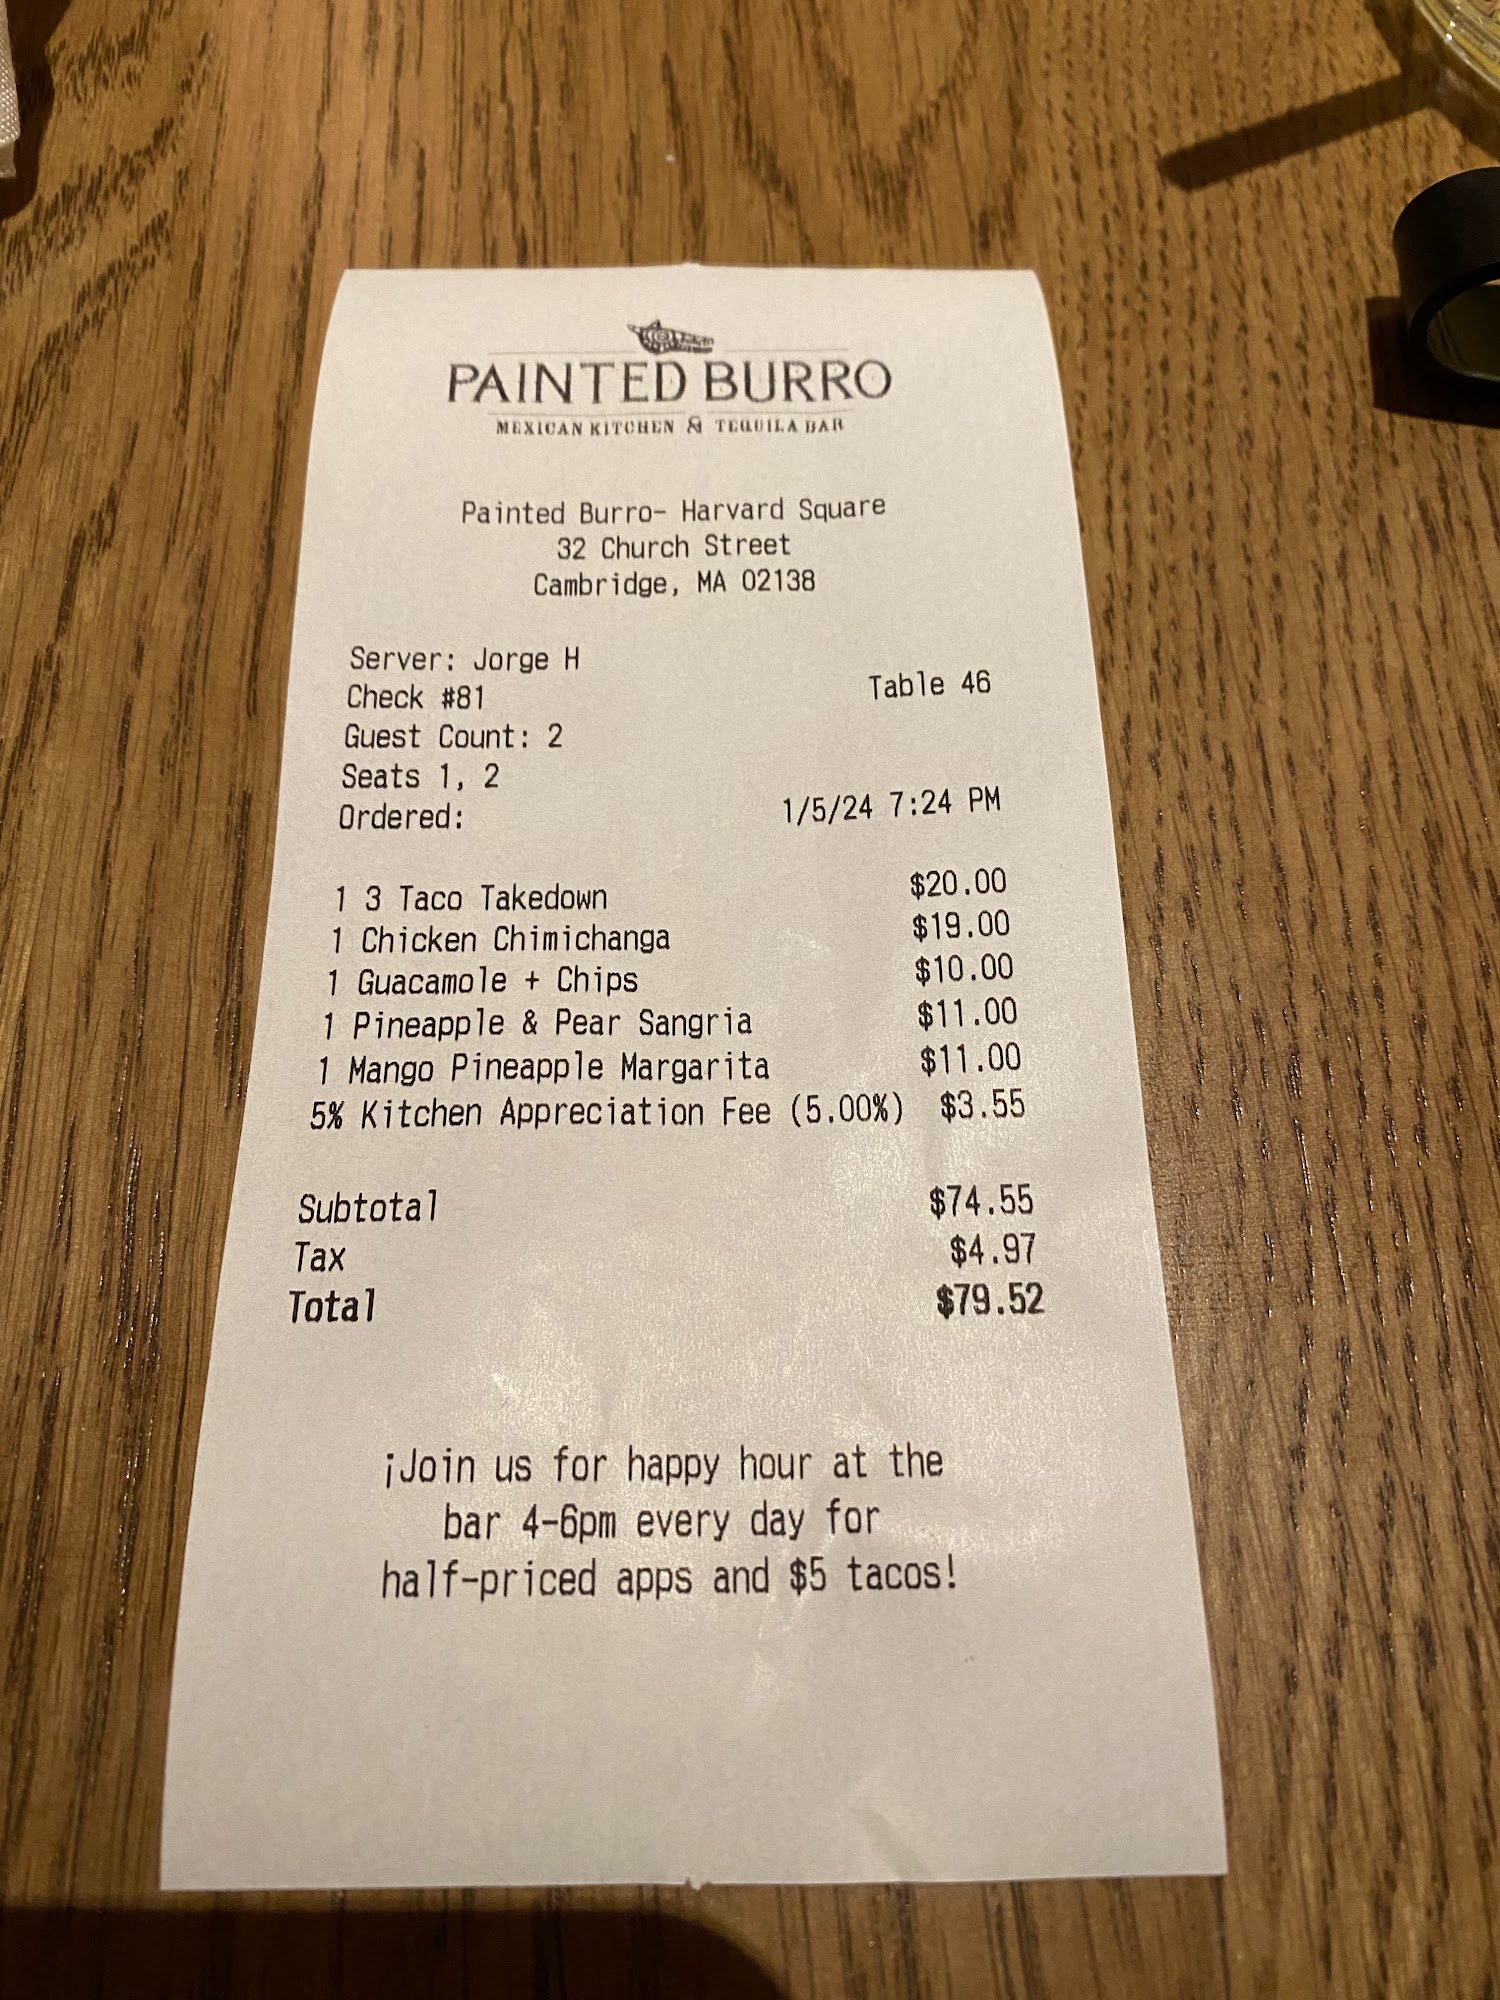 PAINTED BURRO
MEXICAN KITCHEN & TEQUILA BAR
Painted Burro- Harvard Square
32 Church Street
Cambridge, MA 02138
Server: Jorge H
Check #81 Table 46
Guest Count: 2
Seats 1, 2
Ordered: 1/5/24 7:24 PM
1 3 Taco Takedown $20.00
1 Chicken Chimichanga $19.00
1 Guacamole + Chips $10.00
1 Pineapple & Pear Sangria $11.00
1 Mango Pineapple Margarita $11.00
5% Kitchen Appreciation Fee (5.00%) $3.55
Subtotal $74.55
Tax $4.97
Total $79.52
¡Join us for happy hour at the
bar 4-6pm every day for
half-priced apps and $5 tacos!